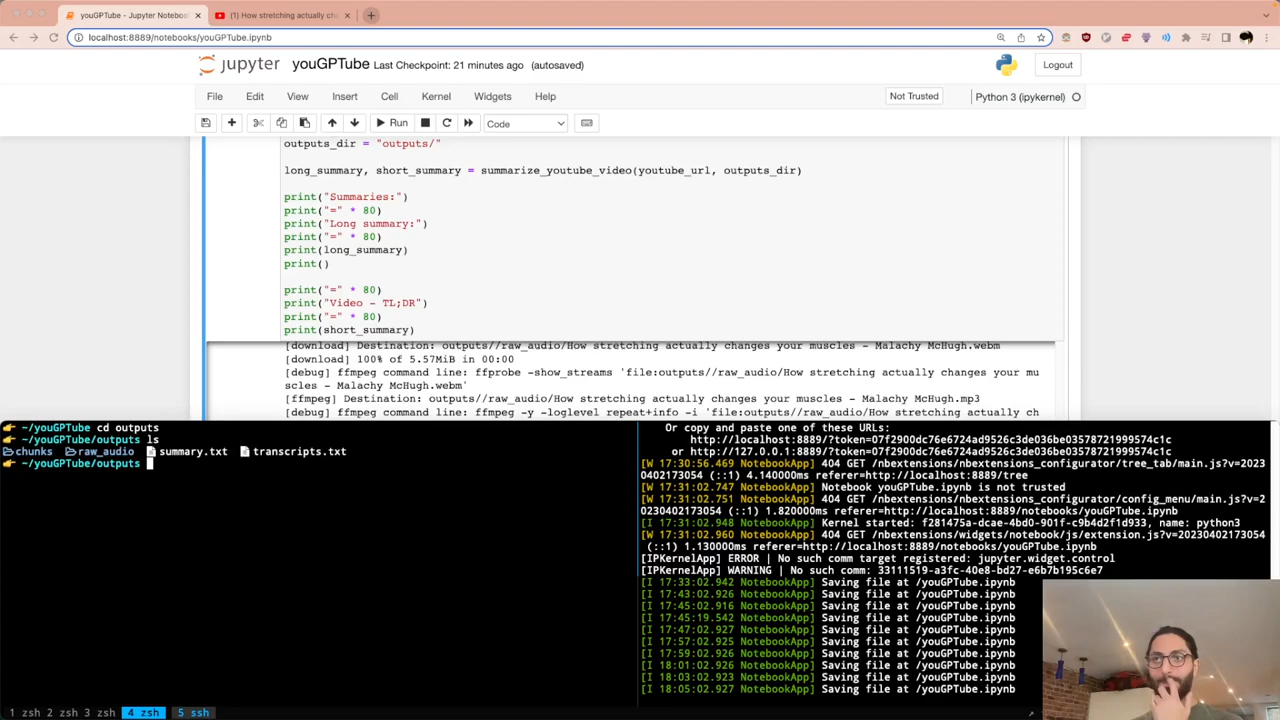 youGPTube - Jupyter Notebook
(1) How stretching actually ch
localhost:8889/notebooks/youGPTube.ipynb
jupyter youGPTube Last Checkpoint: 21 minutes ago (autosaved)
Logout
File Edit View Insert Cell Kernel Widgets Help
Not Trusted
Python 3 (ipykernel)
Run
Code
outputs_dir = "outputs/"
long_summary, short_summary = summarize_youtube_video(youtube_url, outputs_dir)
print("Summaries:")
print("=" * 80)
print("Long summary:")
print("=" * 80)
print(long_summary)
print()
print("=" * 80)
print("Video - TL;DR")
print("=" * 80)
print(short_summary)
[download] Destination: outputs//raw_audio/How stretching actually changes your muscles - Malachy McHugh.webm
[download] 100% of 5.57MiB in 00:00
[debug] ffmpeg command line: ffprobe -show_streams 'file:outputs//raw_audio/How stretching actually changes your mu
scles - Malachy McHugh.webm'
[ffmpeg] Destination: outputs//raw_audio/How stretching actually changes your muscles - Malachy McHugh.mp3
[debug] ffmpeg command line: ffmpeg -y -loglevel repeat+info -i 'file:outputs//raw_audio/How stretching actually ch
~/youGPTube cd outputs
~/youGPTube/outputs ls
chunks raw_audio summary.txt transcripts.txt
~/youGPTube/outputs
Or copy and paste one of these URLs:
http://localhost:8889/?token=07f2900dc76e6724ad9526c3de036be03578721999574c1c
or http://127.0.0.1:8889/?token=07f2900dc76e6724ad9526c3de036be03578721999574c1c
[W 17:30:56.469 NotebookApp] 404 GET /nbextensions/nbextensions_configurator/tree_tab/main.js?v=2023
0402173054 (::1) 4.140000ms referer=http://localhost:8889/tree
[W 17:31:02.747 NotebookApp] Notebook youGPTube.ipynb is not trusted
[W 17:31:02.751 NotebookApp] 404 GET /nbextensions/nbextensions_configurator/config_menu/main.js?v=2
0230402173054 (::1) 1.820000ms referer=http://localhost:8889/notebooks/youGPTube.ipynb
[I 17:31:02.948 NotebookApp] Kernel started: f281475a-dcae-4bd0-901f-c9b4d2f1d933, name: python3
[W 17:31:02.960 NotebookApp] 404 GET /nbextensions/widgets/notebook/js/extension.js?v=20230402173054
(::1) 1.130000ms referer=http://localhost:8889/notebooks/youGPTube.ipynb
[IPKernelApp] ERROR | No such comm target registered: jupyter.widget.control
[IPKernelApp] WARNING | No such comm: 33111519-a3fc-40e8-bd27-e6b7b195c6e7
[I 17:33:02.942 NotebookApp] Saving file at /youGPTube.ipynb
[I 17:43:02.926 NotebookApp] Saving file at /youGPTube.ipynb
[I 17:45:02.916 NotebookApp] Saving file at /youGPTube.ipynb
[I 17:45:19.542 NotebookApp] Saving file at /youGPTube.ipynb
[I 17:47:02.927 NotebookApp] Saving file at /youGPTube.ipynb
[I 17:57:02.925 NotebookApp] Saving file at /youGPTube.ipynb
[I 17:59:02.926 NotebookApp] Saving file at /youGPTube.ipynb
[I 18:01:02.926 NotebookApp] Saving file at /youGPTube.ipynb
[I 18:03:02.923 NotebookApp] Saving file at /youGPTube.ipynb
[I 18:05:02.927 NotebookApp] Saving file at /youGPTube.ipynb
1 zsh 2 zsh 3 zsh 4 zsh 5 ssh